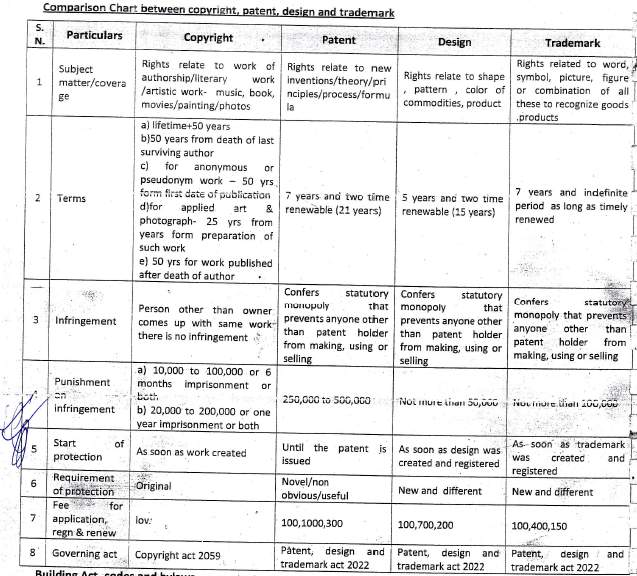 Comparison Chart between copyright, patent, design and trademark
S. N. Particulars Copyright Patent Design Trademark
1
Subject
matter/covera
ge
Rights relate to work of
authorship/literary work
/artistic work- music, book,
movies/painting/photos
Rights relate to new
inventions/theory/pri
nciples/process/formu
la
Rights relate to shape
, pattern , color of
commodities, product
Rights related to word,
symbol, picture, figure
or combination of all
these to recognize goods
,products
2
Terms
a) lifetime+50 years
b)50 years from death of last
surviving author
c) for anonymous or
pseudonym work – 50 yrs
form first date of publication
d)for applied art &
photograph- 25 yrs from
years form preparation of
such work
e) 50 yrs for work published
after death of author
7 years and two time
renewable (21 years)
5 years and two time
renewable (15 years)
7 years and indefinite
period as long as timely
renewed
3
Infringement
Person other than owner
comes up with same work
there is no infringement
Confers statutory
monopoly that
prevents anyone other
than patent holder
from making, using or
selling
Confers statutory
monopoly that
prevents anyone other
than patent holder
from making, using or
selling
Confers statutory
monopoly that prevents
anyone other than
patent holder from
making, using or selling
Punishment
on
infringement
a) 10,000 to 100,000 or 6
months imprisonment or
both
b) 20,000 to 200,000 or one
year imprisonment or both
250,000 to 500,000
Not more than 50,000
Not more than 100,000
5
Start of
protection
As soon as work created
Until the patent is
issued
As soon as design was
created and registered
As soon as trademark
was created and
registered
6
Requirement
of protection
Original
Novel/non
obvious/useful
New and different
New and different
7
Fee for
application,
regn & renew
100,1000,300
100,700,200
100,400,150
8
Governing act
Copyright act 2059
Patent, design and
trademark act 2022
Patent, design and
trademark act 2022
Patent, design and
trademark act 2022
Building Act, codes and bylaws